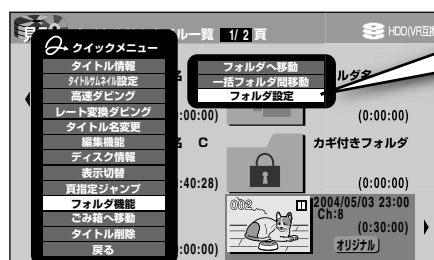 ル一覧 1/2 頁
HDD(VR互換
クイックメニュー
タイトル情報
タイトルサムネイル設定
高速ダビング
レート変換ダビング
タイトル名変更
編集機能
ディスク情報
表示切替
頁指定ジャンプ
フォルダ機能
ごみ箱へ移動
タイトル削除
戻る
フォルダへ移動
一括フォルダ間移動
フォルダ設定
ルダ名
:00:00)
(0:00:00)
名 C
カギ付きフォルダ
:40:28)
(0:00:00)
002
2004/05/03 23:00
Ch:8
(0:30:00)
オリジナル
:00:00)